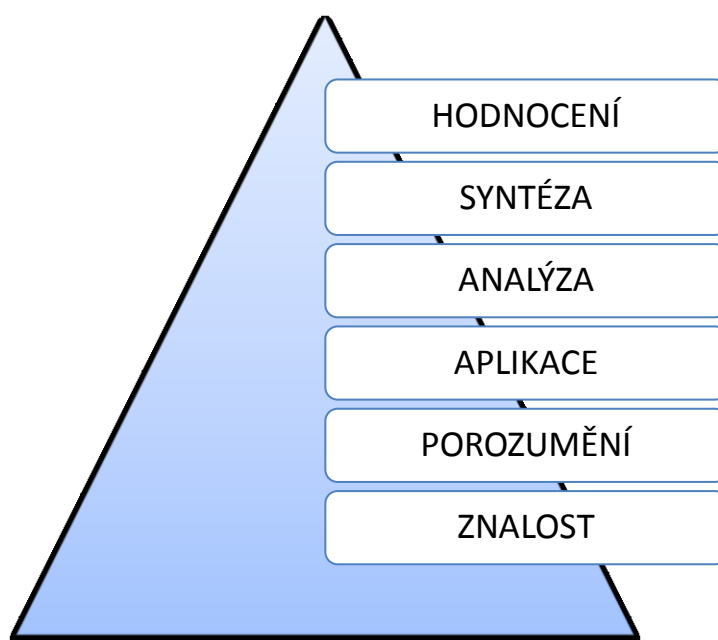 HODNOCENÍ
SYNTÉZA
ANALÝZA
APLIKACE
POROZUMĚNÍ
ZNALOST